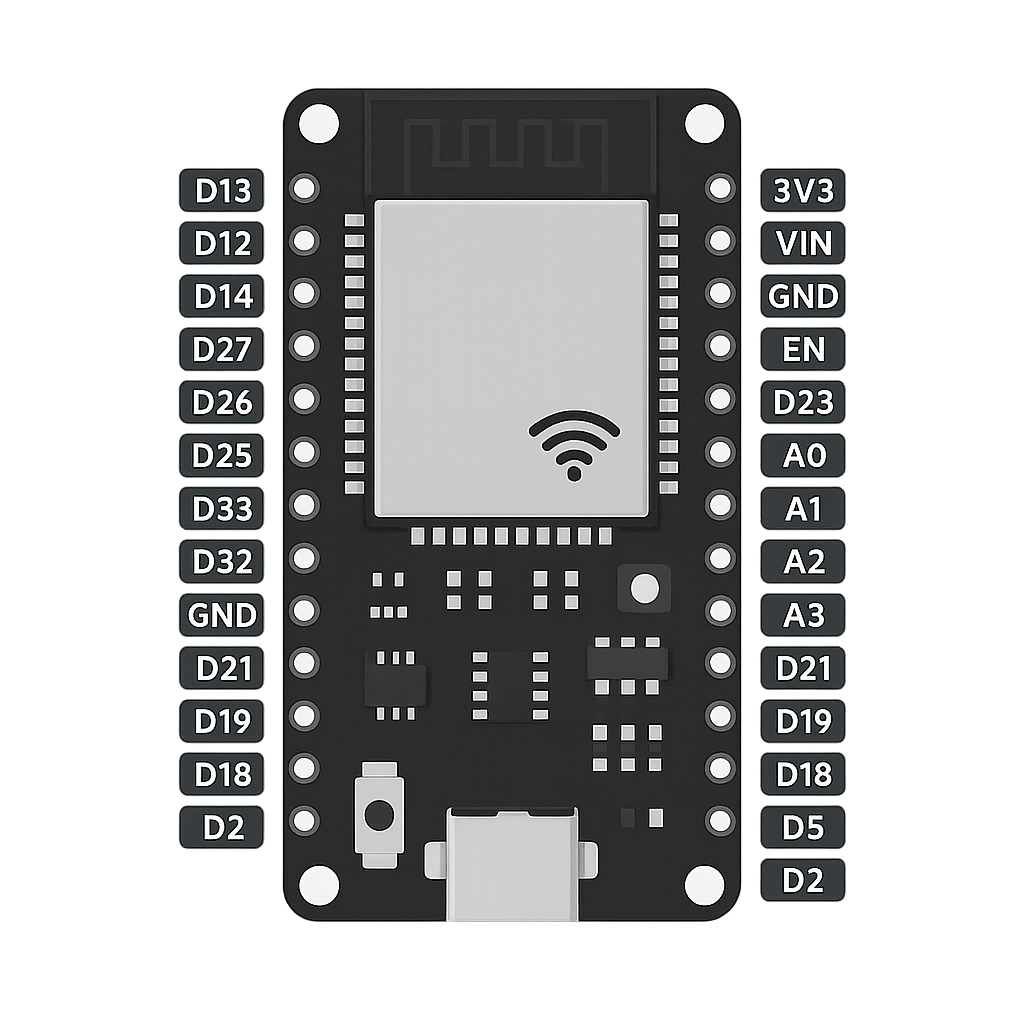 D13
D12
D14
D27
D26
D25
D33
D32
GND
D21
D19
D18
D2
3V3
VIN
GND
EN
D23
A0
A1
A2
A3
D21
D19
D18
D5
D2